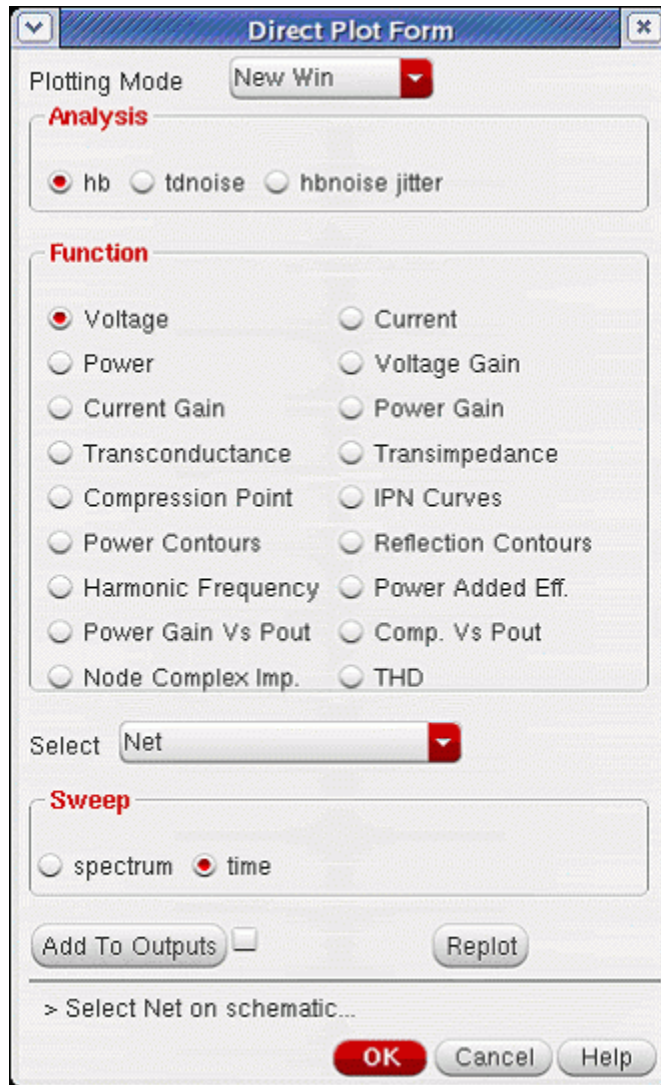 Direct Plot Form
Plotting Mode New Win
Analysis
hb tdnoise hbnoise jitter
Function
Voltage Current
Power Voltage Gain
Current Gain Power Gain
Transconductance Transimpedance
Compression Point IPN Curves
Power Contours Reflection Contours
Harmonic Frequency Power Added Eff.
Power Gain Vs Pout Comp. Vs Pout
Node Complex Imp. THD
Select Net
Sweep
spectrum time
Add To Outputs Replot
> Select Net on schematic...
OK Cancel Help